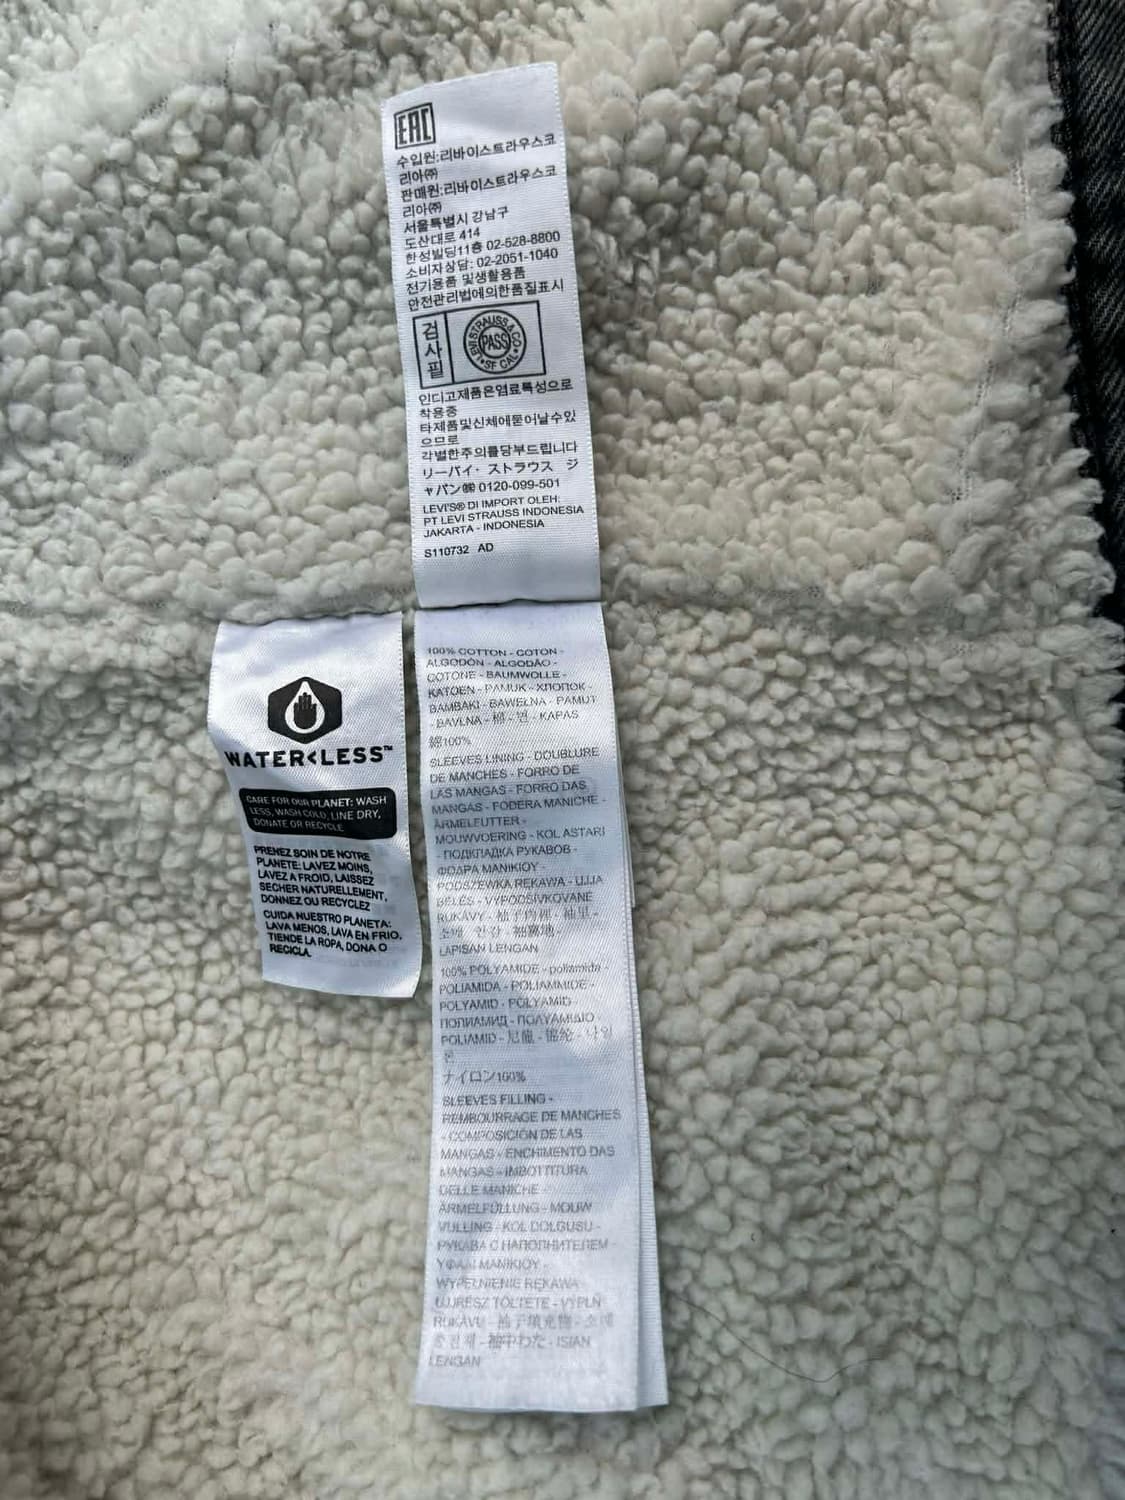 EAC
수입원:리바이스트라우스코
리아㈜
판매원:리바이스트라우스코
리아㈜
서울특별시 강남구
도산대로 414
한성빌딩11층 02-528-8800
소비자상담: 02-2051-1040
전기용품 및생활용품
안전관리법에의한품질표시
검사필
LEVI STRAUSS & CO
PASS
SF CAL
인디고제품은염료특성으로
착용중
타제품및신체에묻어날수있
으므로
각별한주의를당부드립니다
リーバイ・ストラウス ジ
ャパン㈱ 0120-099-501
LEVI'S® DI IMPORT OLEH:
PT LEVI STRAUSS INDONESIA
JAKARTA - INDONESIA
S110732 AD
WATER<LESS™
CARE FOR OUR PLANET: WASH
LESS, WASH COLD, LINE DRY,
DONATE OR RECYCLE
PRENEZ SOIN DE NOTRE
PLANETE: LAVEZ MOINS,
LAVEZ A FROID, LAISSEZ
SECHER NATURELLEMENT,
DONNEZ OU RECYCLEZ
CUIDA NUESTRO PLANETA:
LAVA MENOS, LAVA EN FRIO,
TIENDE LA ROPA, DONA O
RECICLA.
100% COTTON - COTON -
ALGODÓN - ALGODÃO -
COTONE - BAUMWOLLE -
KATOEN - PAMUK - ХЛОПОК -
BAMBAKI - BAWEŁNA - PAMUT
- BAVLNA - 棉 - 면 - KAPAS
綿100%
SLEEVES LINING - DOUBLURE
DE MANCHES - FORRO DE
LAS MANGAS - FORRO DAS
MANGAS - FODERA MANICHE -
ÄRMELFUTTER -
MOUWVOERING - KOL ASTARI
- ПОДКЛАДКА РУКАВОВ -
ΦΟΔΡΑ ΜΑΝΙΚΙΟΥ -
PODSZEWKA RĘKAWA - UJJA
BÉLÉS - VYPODŠÍVKOVANÉ
RUKÁVY - 袖子内裡 - 袖里 -
소매 안감 - 袖裏地 -
LAPISAN LENGAN
100% POLYAMIDE - poliamida -
POLIAMIDA - POLIAMMIDE -
POLYAMID - POLYAMID -
ПОЛИАМИД - ΠΟΛΥΑΜΙΔΙΟ -
POLIAMID - 尼龍 - 锦纶 - 나일
론
ナイロン100%
SLEEVES FILLING -
REMBOURRAGE DE MANCHES
- COMPOSICIÓN DE LAS
MANGAS - ENCHIMENTO DAS
MANGAS - IMBOTTITURA
DELLE MANICHE -
ÄRMELFÜLLUNG - MOUW
VULLING - KOL DOLGUSU -
РУКАВА С НАПОЛНИТЕЛЕМ -
ΥΦΑΛ ΜΑΝΙΚΙΟΥ -
WYPEŁNIENIE RĘKAWA -
UJJRÉSZ TÖLTETE - VÝPLŇ
RUKÁVU - 袖子填充物 - 소매
충전재 - 袖中わた - ISIAN
LENGAN